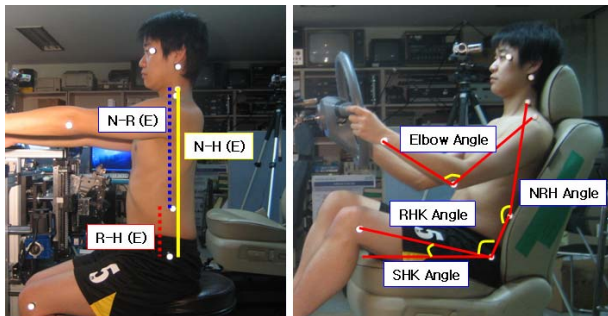 N-R (E)
N-H (E)
R-H (E)
5
Elbow Angle
NRH Angle
RHK Angle
5
SHK Angle